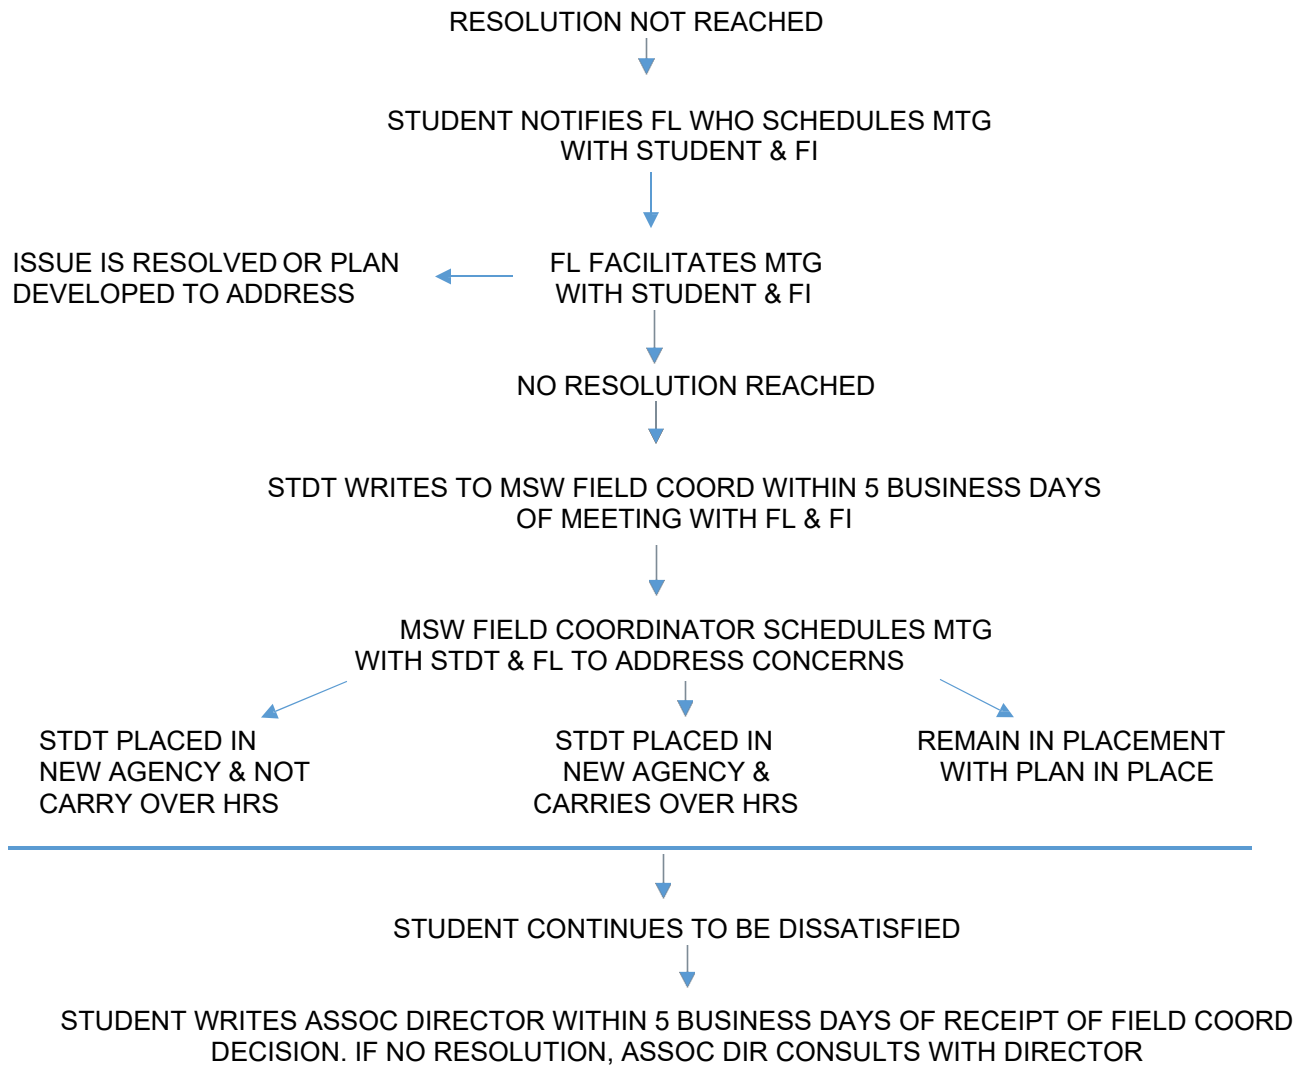 RESOLUTION NOT REACHED
STUDENT NOTIFIES FL WHO SCHEDULES MTG
WITH STUDENT & FI
ISSUE IS RESOLVED OR PLAN
DEVELOPED TO ADDRESS
FL FACILITATES MTG
WITH STUDENT & FI
NO RESOLUTION REACHED
STDT WRITES TO MSW FIELD COORD WITHIN 5 BUSINESS DAYS
OF MEETING WITH FL & FI
MSW FIELD COORDINATOR SCHEDULES MTG
WITH STDT & FL TO ADDRESS CONCERNS
STDT PLACED IN
NEW AGENCY & NOT
CARRY OVER HRS
STDT PLACED IN
NEW AGENCY &
CARRIES OVER HRS
REMAIN IN PLACEMENT
WITH PLAN IN PLACE
STUDENT CONTINUES TO BE DISSATISFIED
STUDENT WRITES ASSOC DIRECTOR WITHIN 5 BUSINESS DAYS OF RECEIPT OF FIELD COORD
DECISION. IF NO RESOLUTION, ASSOC DIR CONSULTS WITH DIRECTOR